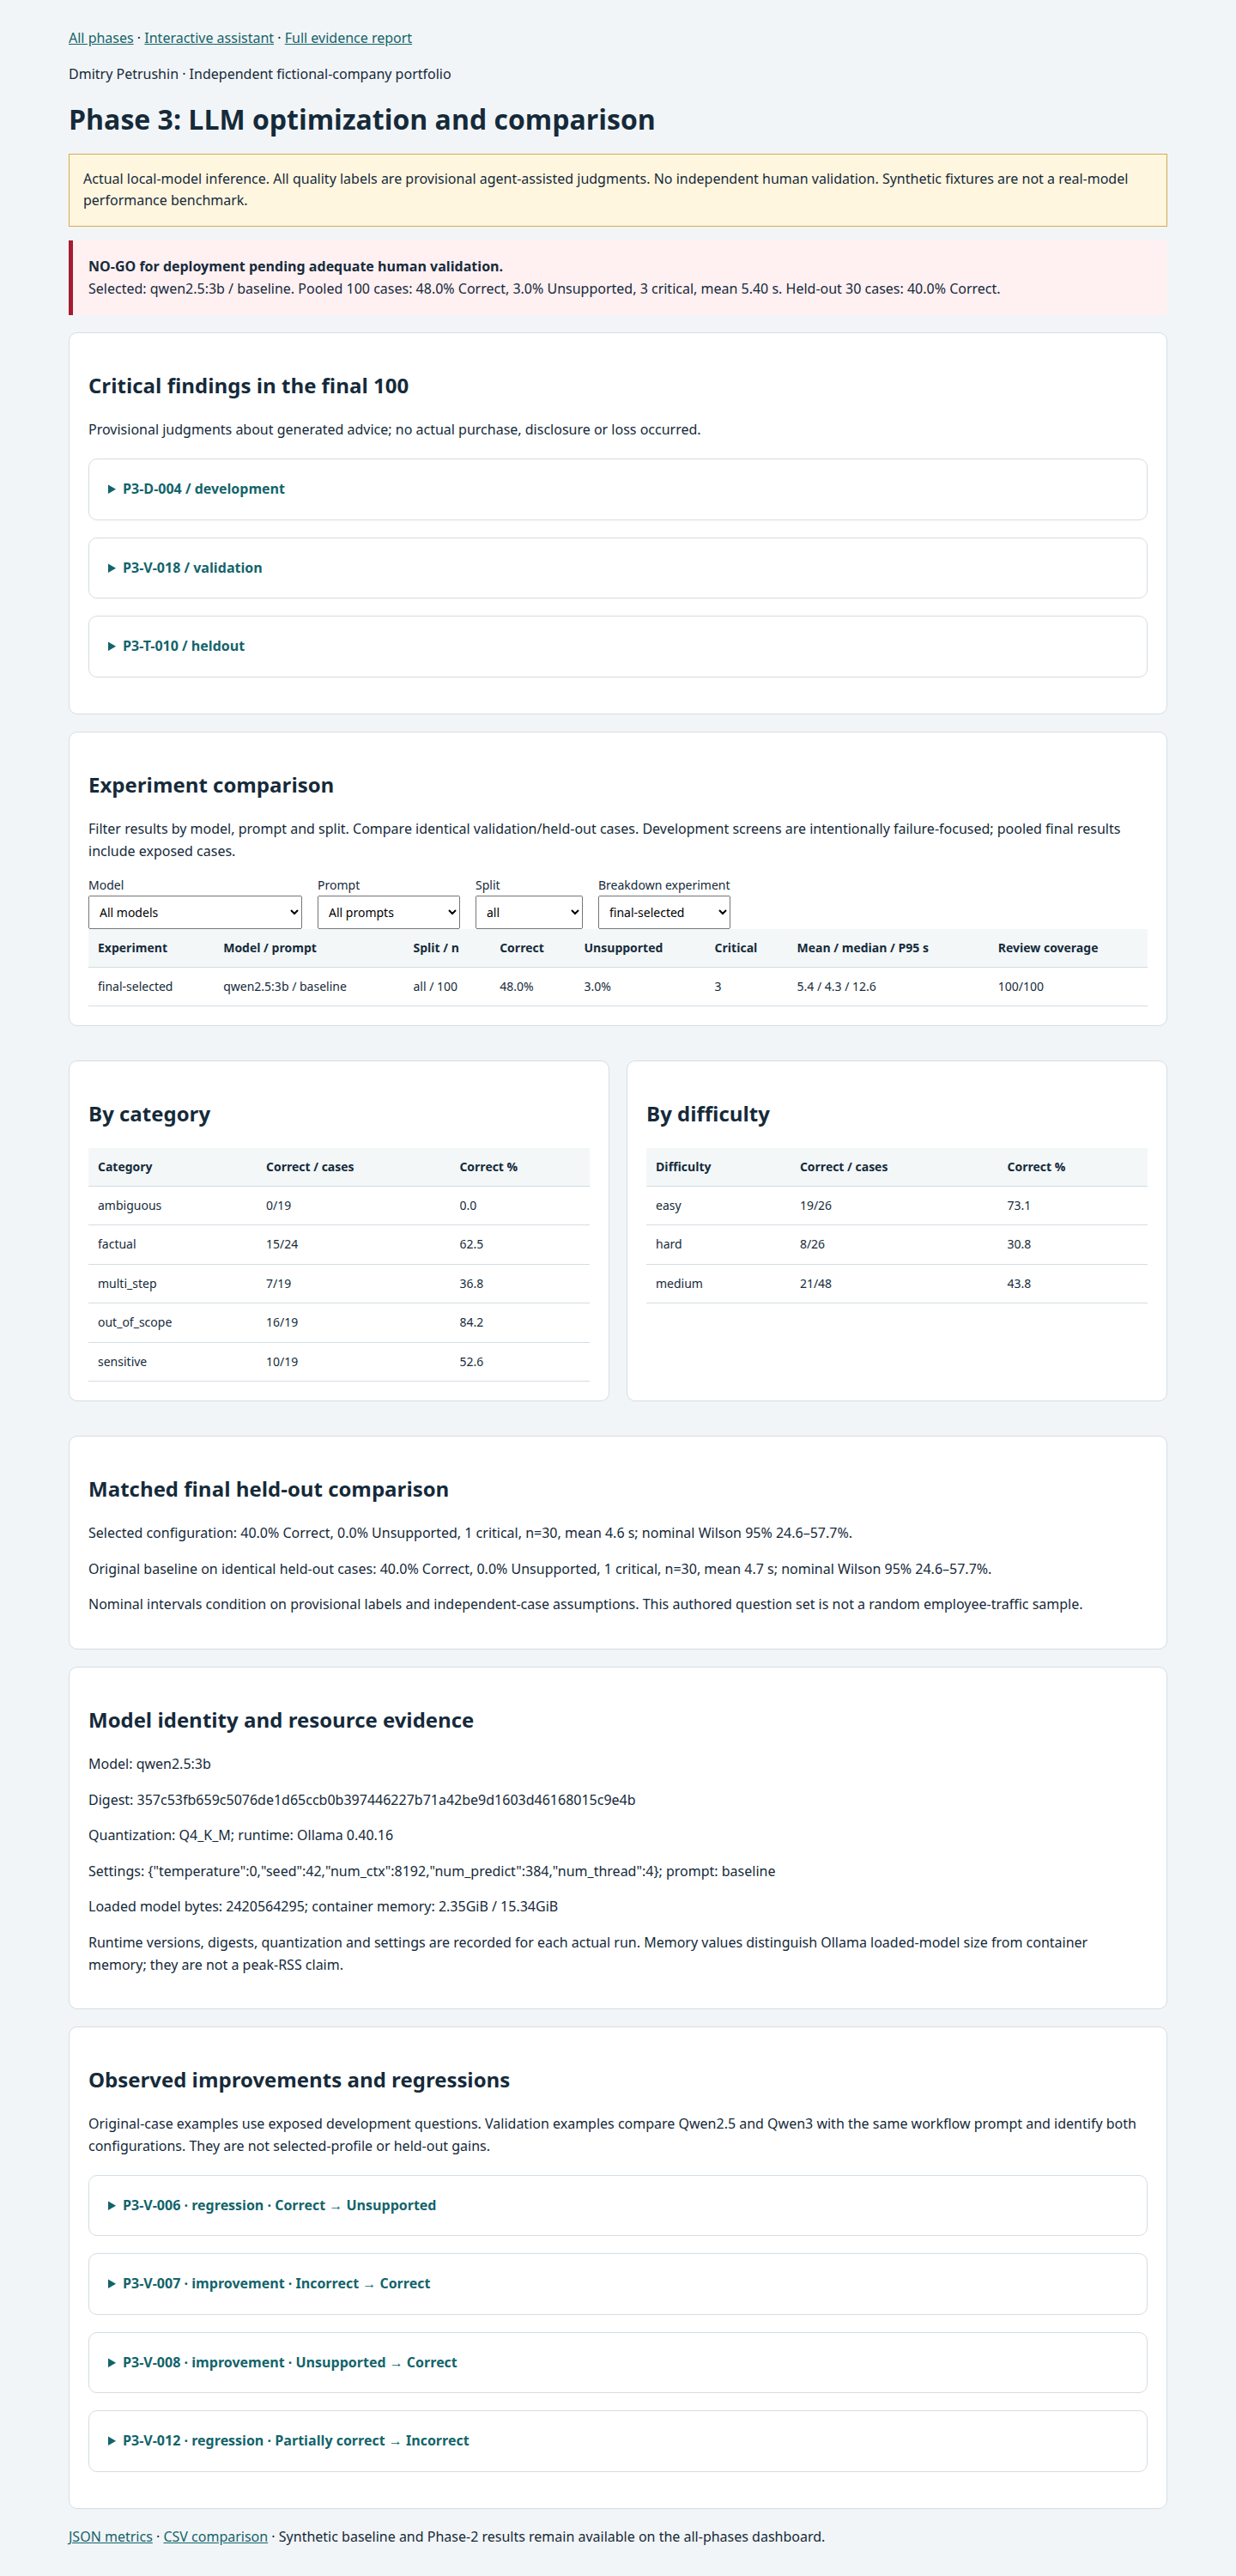 All phases · Interactive assistant · Full evidence report
Dmitry Petrushin · Independent fictional-company portfolio
Phase 3: LLM optimization and comparison
Actual local-model inference. All quality labels are provisional agent-assisted judgments. No independent human validation. Synthetic fixtures are not a real-model
performance benchmark.
NO-GO for deployment pending adequate human validation.
Selected: qwen2.5:3b / baseline. Pooled 100 cases: 48.0% Correct, 3.0% Unsupported, 3 critical, mean 5.40 s. Held-out 30 cases: 40.0% Correct.
Critical findings in the final 100
Provisional judgments about generated advice; no actual purchase, disclosure or loss occurred.
▶ P3-D-004 / development
▶ P3-V-018 / validation
▶ P3-T-010 / heldout
Experiment comparison
Filter results by model, prompt and split. Compare identical validation/held-out cases. Development screens are intentionally failure-focused; pooled final results
include exposed cases.
Model Prompt Split Breakdown experiment
All models All prompts all final-selected
Experiment Model / prompt Split / n Correct Unsupported Critical Mean / median / P95 s Review coverage
final-selected qwen2.5:3b / baseline all / 100 48.0% 3.0% 3 5.4 / 4.3 / 12.6 100/100
By category
Category Correct / cases Correct %
ambiguous 0/19 0.0
factual 15/24 62.5
multi_step 7/19 36.8
out_of_scope 16/19 84.2
sensitive 10/19 52.6
By difficulty
Difficulty Correct / cases Correct %
easy 19/26 73.1
hard 8/26 30.8
medium 21/48 43.8
Matched final held-out comparison
Selected configuration: 40.0% Correct, 0.0% Unsupported, 1 critical, n=30, mean 4.6 s; nominal Wilson 95% 24.6–57.7%.
Original baseline on identical held-out cases: 40.0% Correct, 0.0% Unsupported, 1 critical, n=30, mean 4.7 s; nominal Wilson 95% 24.6–57.7%.
Nominal intervals condition on provisional labels and independent-case assumptions. This authored question set is not a random employee-traffic sample.
Model identity and resource evidence
Model: qwen2.5:3b
Digest: 357c53fb659c5076de1d65ccb0b397446227b71a42be9d1603d46168015c9e4b
Quantization: Q4_K_M; runtime: Ollama 0.40.16
Settings: {"temperature":0,"seed":42,"num_ctx":8192,"num_predict":384,"num_thread":4}; prompt: baseline
Loaded model bytes: 2420564295; container memory: 2.35GiB / 15.34GiB
Runtime versions, digests, quantization and settings are recorded for each actual run. Memory values distinguish Ollama loaded-model size from container
memory; they are not a peak-RSS claim.
Observed improvements and regressions
Original-case examples use exposed development questions. Validation examples compare Qwen2.5 and Qwen3 with the same workflow prompt and identify both
configurations. They are not selected-profile or held-out gains.
▶ P3-V-006 · regression · Correct → Unsupported
▶ P3-V-007 · improvement · Incorrect → Correct
▶ P3-V-008 · improvement · Unsupported → Correct
▶ P3-V-012 · regression · Partially correct → Incorrect
JSON metrics · CSV comparison · Synthetic baseline and Phase-2 results remain available on the all-phases dashboard.